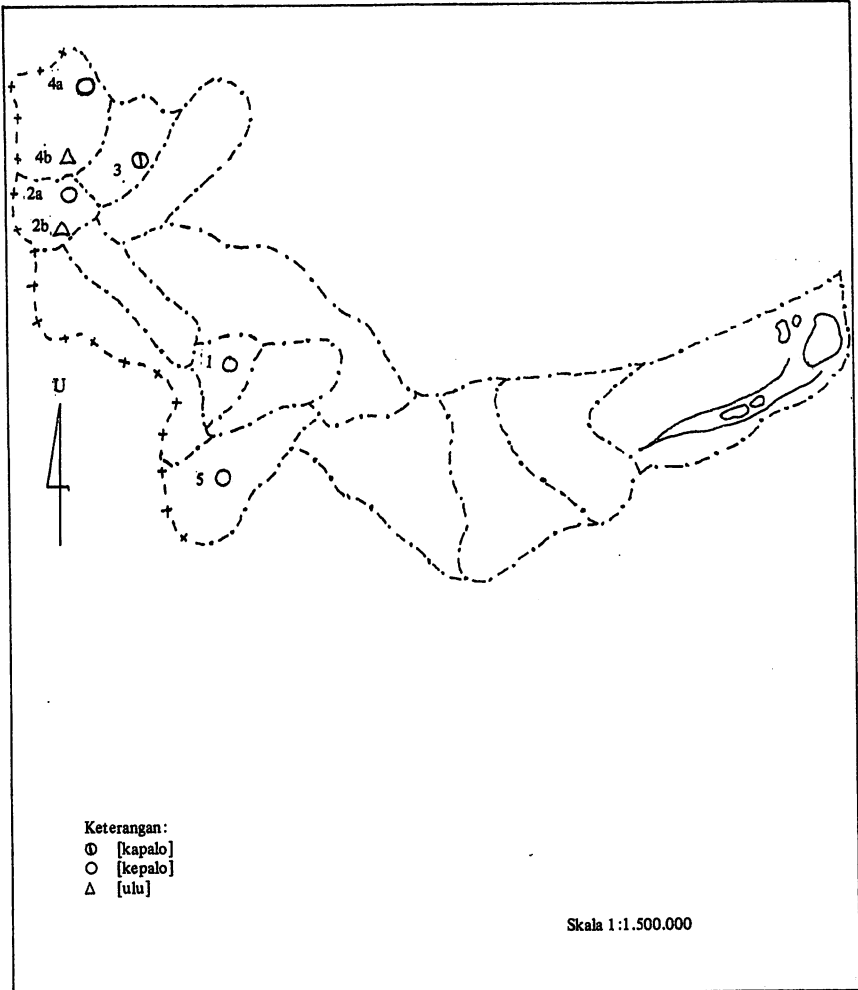 4a
4b
3
2a
2b
1
U
5
Keterangan:
[kapalo]
[kepalo]
[ulu]
Skala 1:1.500.000